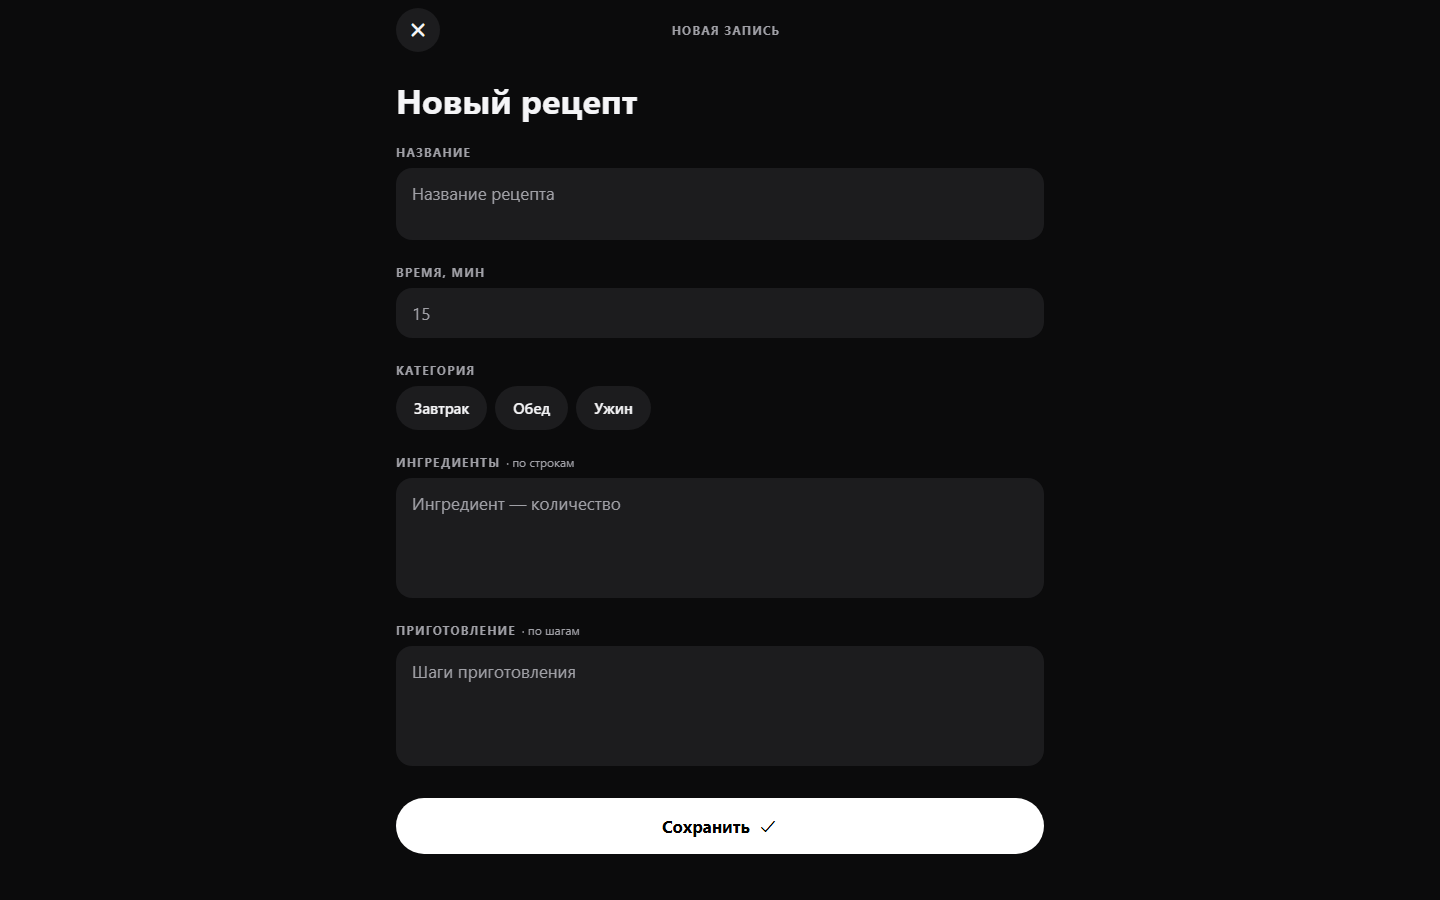 НОВАЯ ЗАПИСЬ
Новый рецепт
НАЗВАНИЕ
Название рецепта
ВРЕМЯ, МИН
15
КАТЕГОРИЯ
Завтрак Обед Ужин
ИНГРЕДИЕНТЫ · по строкам
Ингредиент — количество
ПРИГОТОВЛЕНИЕ · по шагам
Шаги приготовления
Сохранить